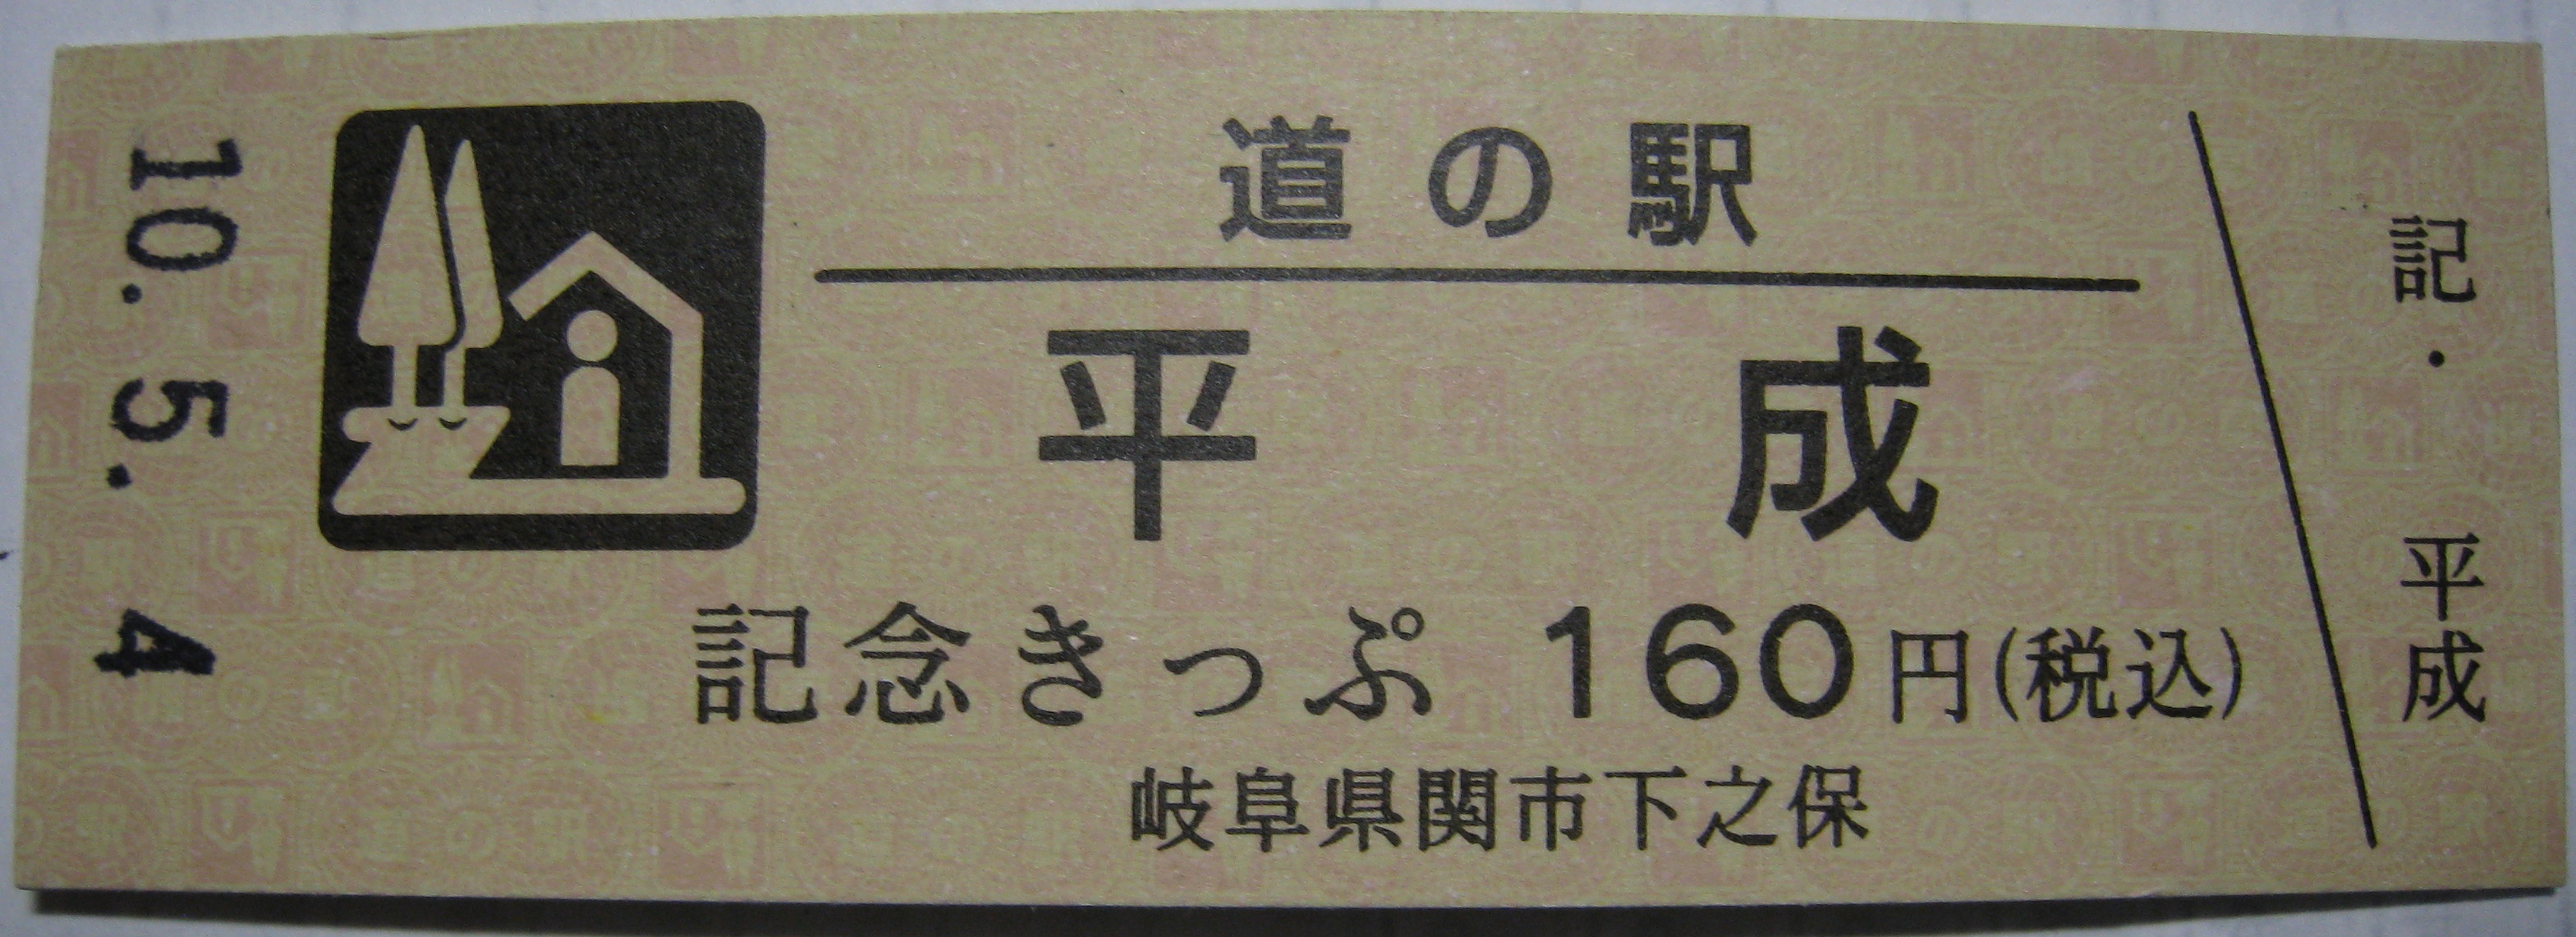 10.5.4
道の駅
平成
記念きっぷ 160円(税込)
岐阜県関市下之保
記・平成